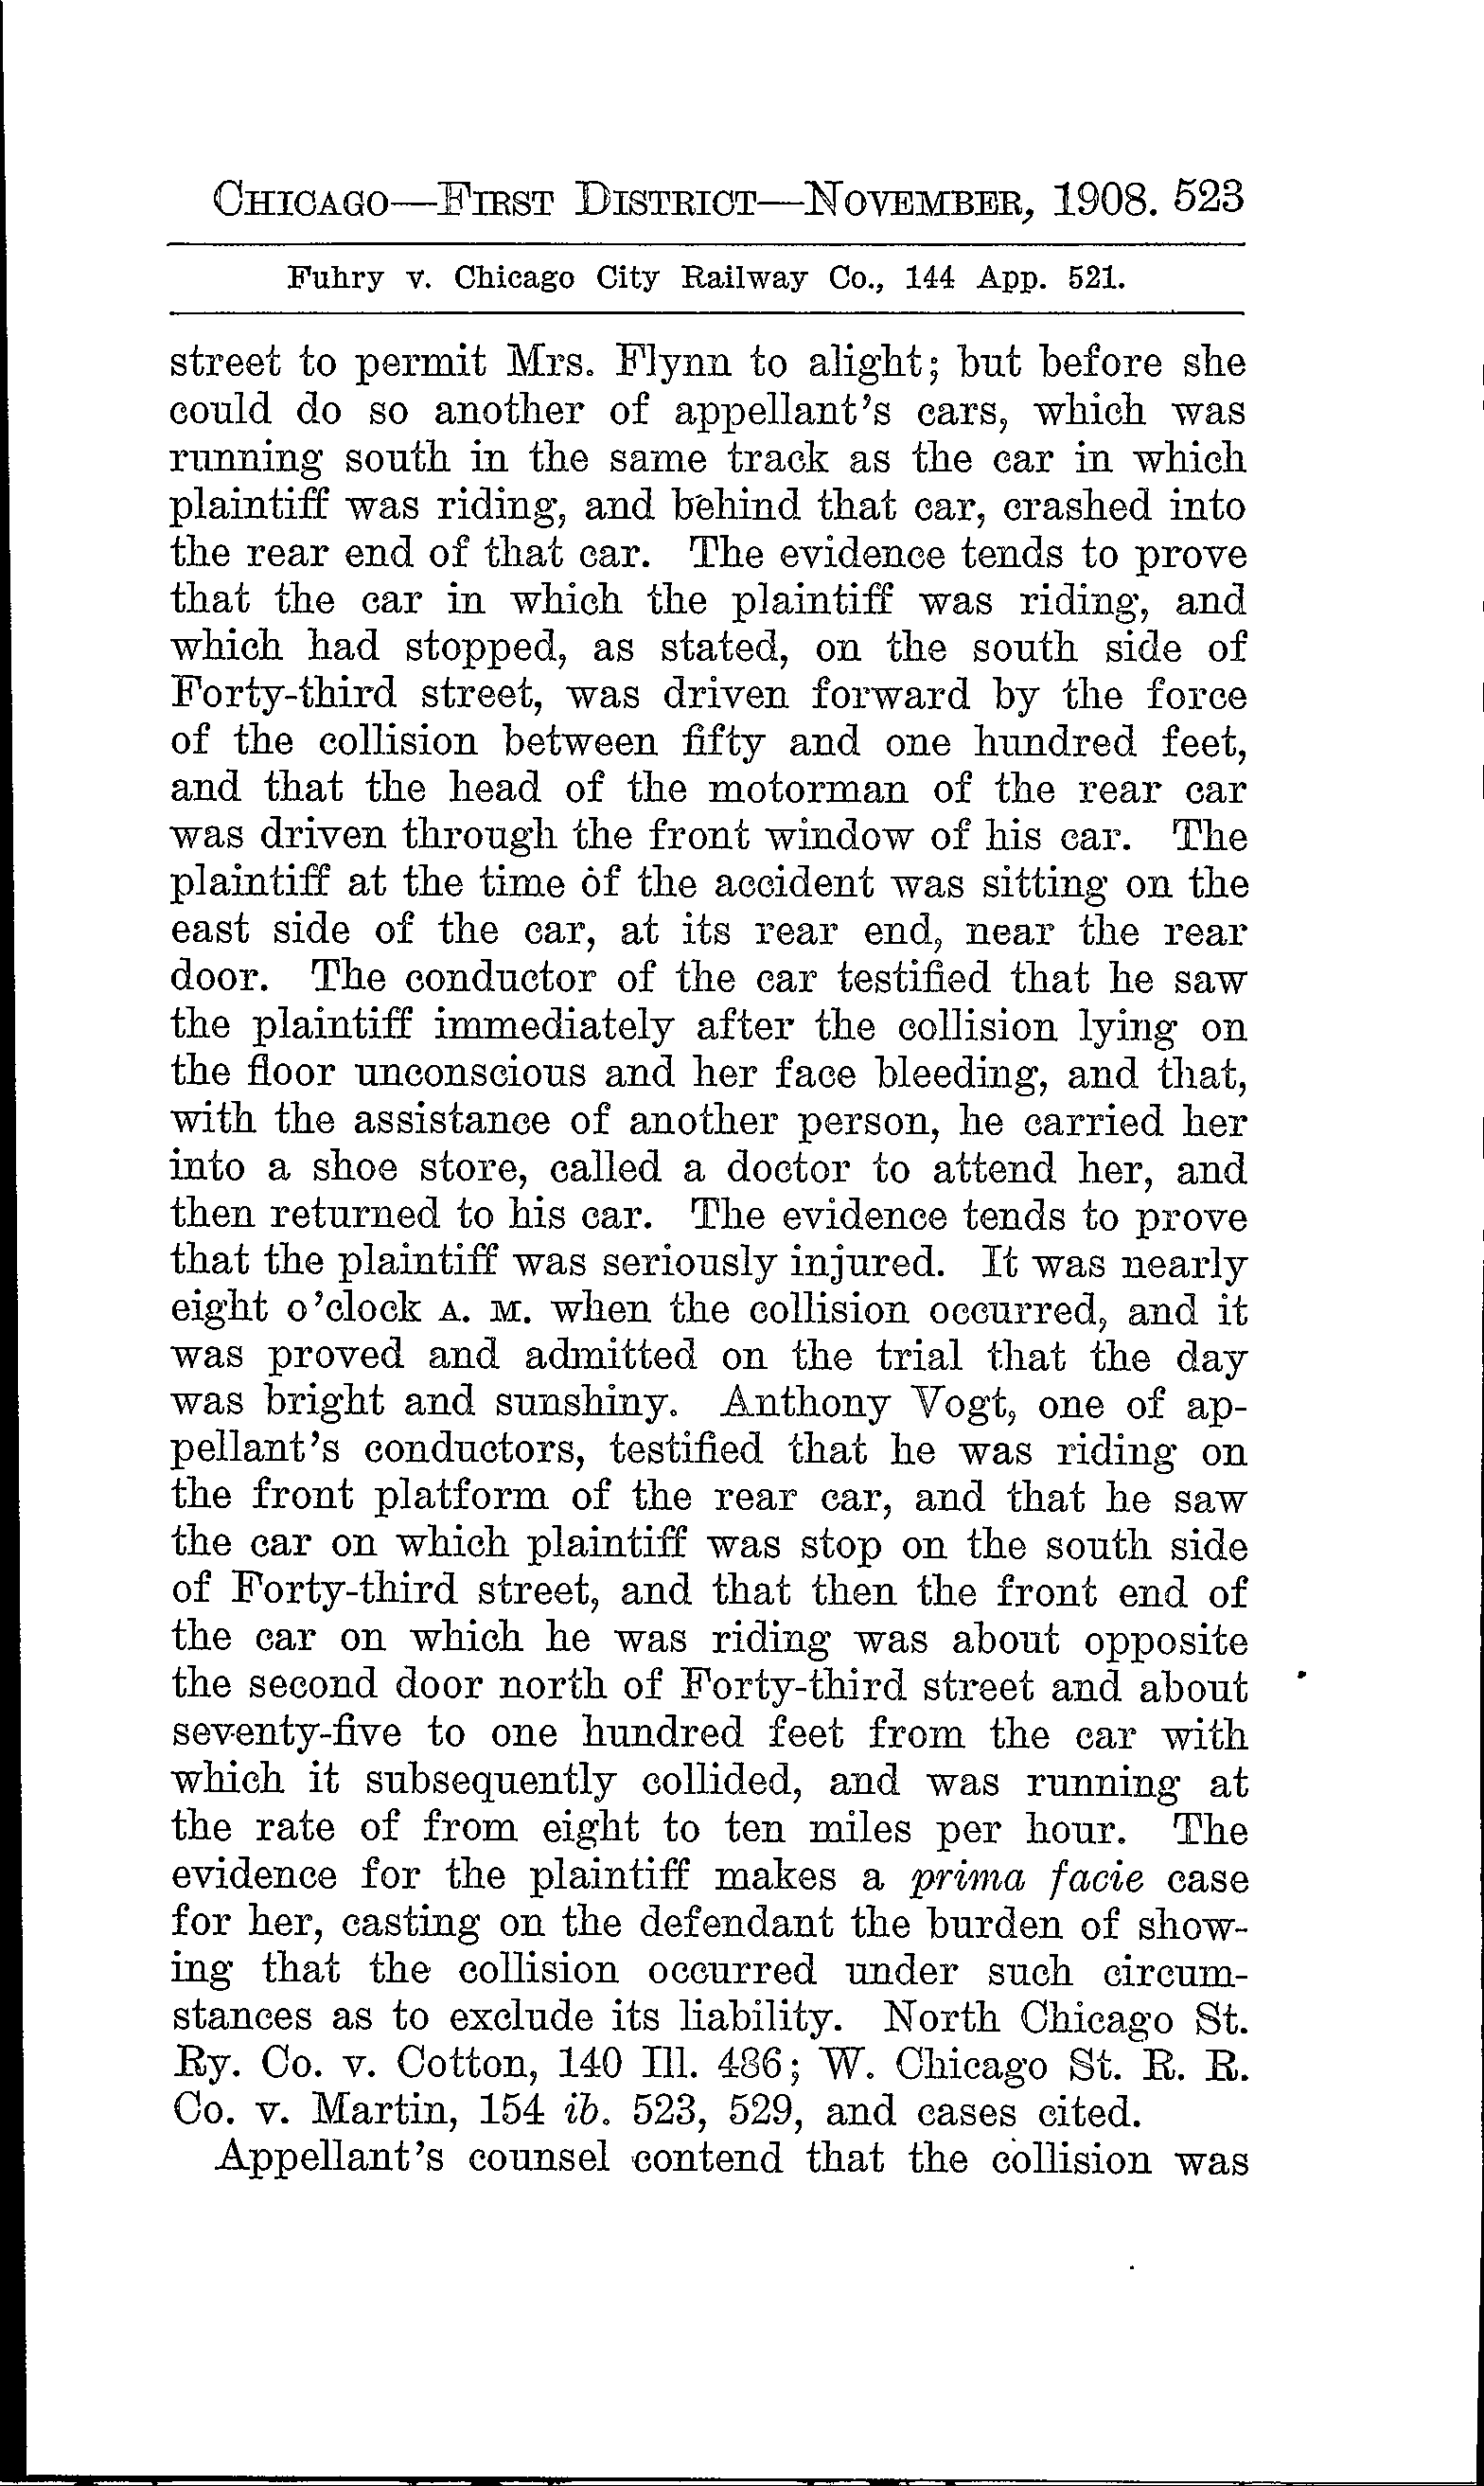 CHICAGO—FIRST DISTRICT—NOVEMBER, 1908. 523
Fuhry v. Chicago City Railway Co., 144 App. 521.
street to permit Mrs. Flynn to alight; but before she
could do so another of appellant's cars, which was
running south in the same track as the car in which
plaintiff was riding, and behind that car, crashed into
the rear end of that car. The evidence tends to prove
that the car in which the plaintiff was riding, and
which had stopped, as stated, on the south side of
Forty-third street, was driven forward by the force
of the collision between fifty and one hundred feet,
and that the head of the motorman of the rear car
was driven through the front window of his car. The
plaintiff at the time of the accident was sitting on the
east side of the car, at its rear end, near the rear
door. The conductor of the car testified that he saw
the plaintiff immediately after the collision lying on
the floor unconscious and her face bleeding, and that,
with the assistance of another person, he carried her
into a shoe store, called a doctor to attend her, and
then returned to his car. The evidence tends to prove
that the plaintiff was seriously injured. It was nearly
eight o'clock A. M. when the collision occurred, and it
was proved and admitted on the trial that the day
was bright and sunshiny. Anthony Vogt, one of ap-
pellant's conductors, testified that he was riding on
the front platform of the rear car, and that he saw
the car on which plaintiff was stop on the south side
of Forty-third street, and that then the front end of
the car on which he was riding was about opposite
the second door north of Forty-third street and about
seventy-five to one hundred feet from the car with
which it subsequently collided, and was running at
the rate of from eight to ten miles per hour. The
evidence for the plaintiff makes a prima facie case
for her, casting on the defendant the burden of show-
ing that the collision occurred under such circum-
stances as to exclude its liability. North Chicago St.
Ry. Co. v. Cotton, 140 Ill. 486; W. Chicago St. R. R.
Co. v. Martin, 154 ib. 523, 529, and cases cited.
Appellant's counsel contend that the collision was